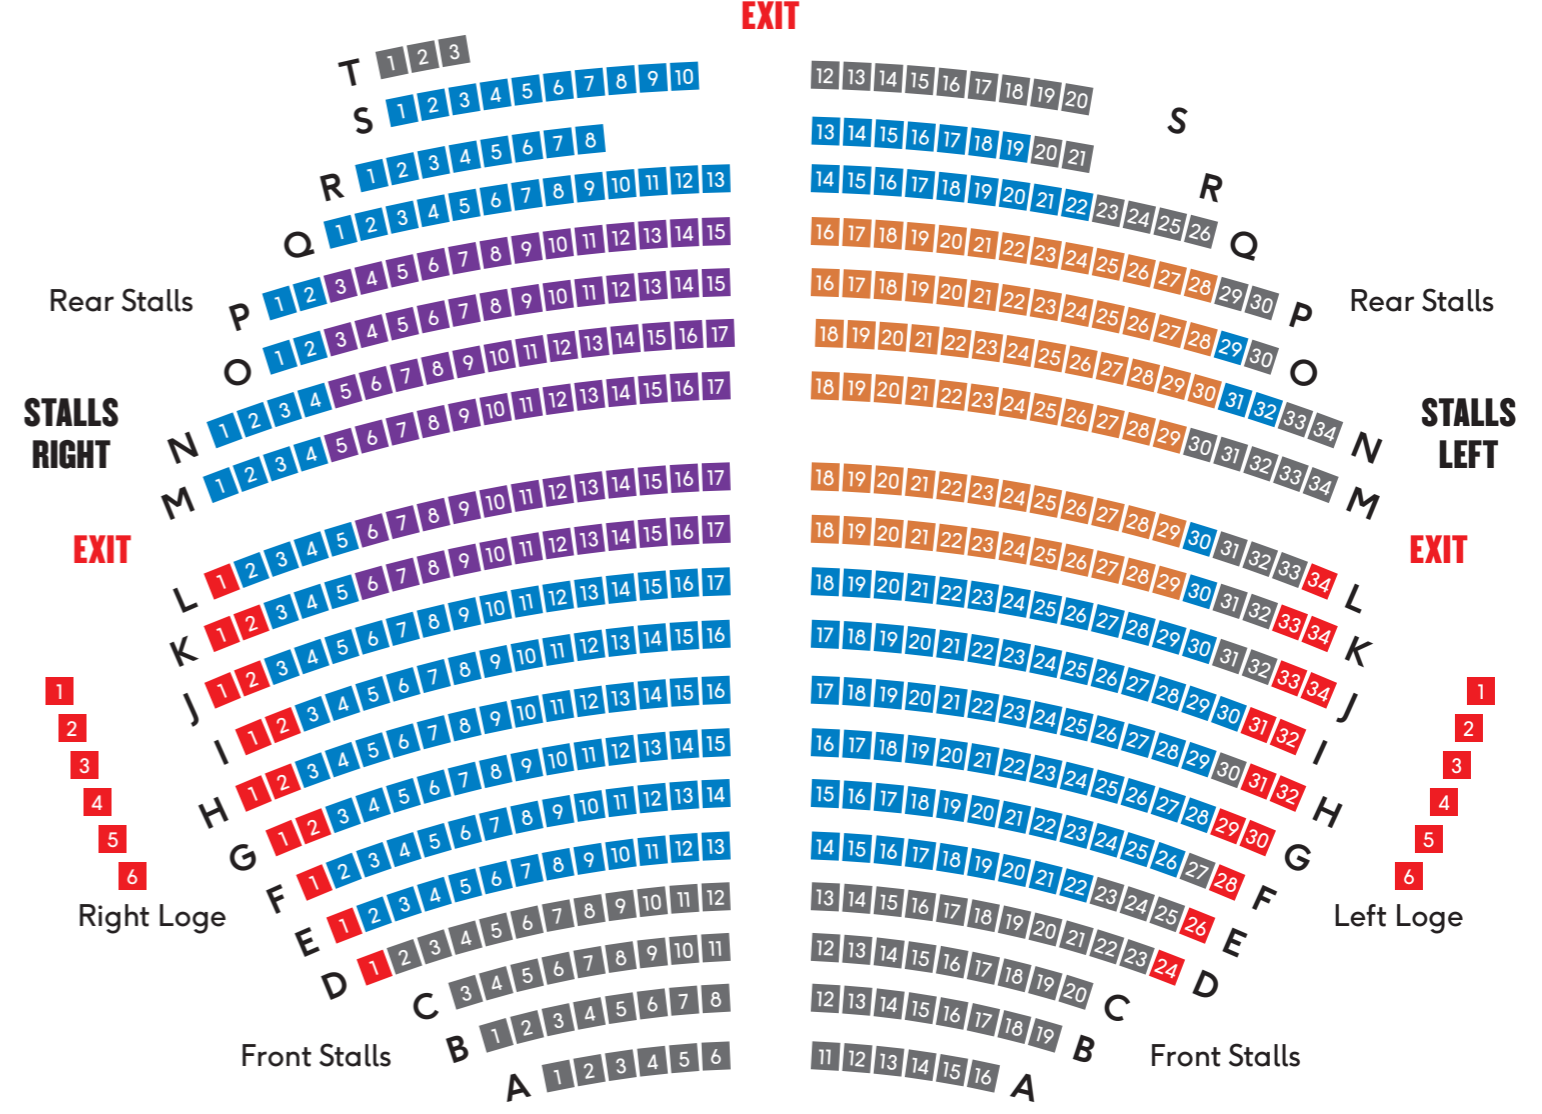 EXIT
T 1 2 3
S 1 2 3 4 5 6 7 8 9 10 12 13 14 15 16 17 18 19 20 S
R 1 2 3 4 5 6 7 8 13 14 15 16 17 18 19 20 21 R
Q 1 2 3 4 5 6 7 8 9 10 11 12 13 14 15 16 17 18 19 20 21 22 23 24 25 26 Q
P 1 2 3 4 5 6 7 8 9 10 11 12 13 14 15 16 17 18 19 20 21 22 23 24 25 26 27 28 29 30 P
Rear Stalls Rear Stalls
O 1 2 3 4 5 6 7 8 9 10 11 12 13 14 15 16 17 18 19 20 21 22 23 24 25 26 27 28 29 30 O
N 1 2 3 4 5 6 7 8 9 10 11 12 13 14 15 16 17 18 19 20 21 22 23 24 25 26 27 28 29 30 31 32 33 34 N
STALLS STALLS
RIGHT LEFT
M 1 2 3 4 5 6 7 8 9 10 11 12 13 14 15 16 17 18 19 20 21 22 23 24 25 26 27 28 29 30 31 32 33 34 M
EXIT EXIT
L 1 2 3 4 5 6 7 8 9 10 11 12 13 14 15 16 17 18 19 20 21 22 23 24 25 26 27 28 29 30 31 32 33 34 L
K 1 2 3 4 5 6 7 8 9 10 11 12 13 14 15 16 17 18 19 20 21 22 23 24 25 26 27 28 29 30 31 32 33 34 K
J 1 2 3 4 5 6 7 8 9 10 11 12 13 14 15 16 17 18 19 20 21 22 23 24 25 26 27 28 29 30 31 32 33 34 J
I 1 2 3 4 5 6 7 8 9 10 11 12 13 14 15 16 17 18 19 20 21 22 23 24 25 26 27 28 29 30 31 32 I
H 1 2 3 4 5 6 7 8 9 10 11 12 13 14 15 16 17 18 19 20 21 22 23 24 25 26 27 28 29 30 31 32 H
G 1 2 3 4 5 6 7 8 9 10 11 12 13 14 15 16 17 18 19 20 21 22 23 24 25 26 27 28 29 30 G
F 1 2 3 4 5 6 7 8 9 10 11 12 13 14 15 16 17 18 19 20 21 22 23 24 25 26 27 28 F
E 1 2 3 4 5 6 7 8 9 10 11 12 13 14 15 16 17 18 19 20 21 22 23 24 25 26 E
D 1 2 3 4 5 6 7 8 9 10 11 12 13 14 15 16 17 18 19 20 21 22 23 24 D
C 3 4 5 6 7 8 9 10 11 12 13 14 15 16 17 18 19 20 C
B 1 2 3 4 5 6 7 8 12 13 14 15 16 17 18 19 B
A 1 2 3 4 5 6 11 12 13 14 15 16 A
1
2
3
4
5
6
Right Loge
1
2
3
4
5
6
Left Loge
Front Stalls Front Stalls